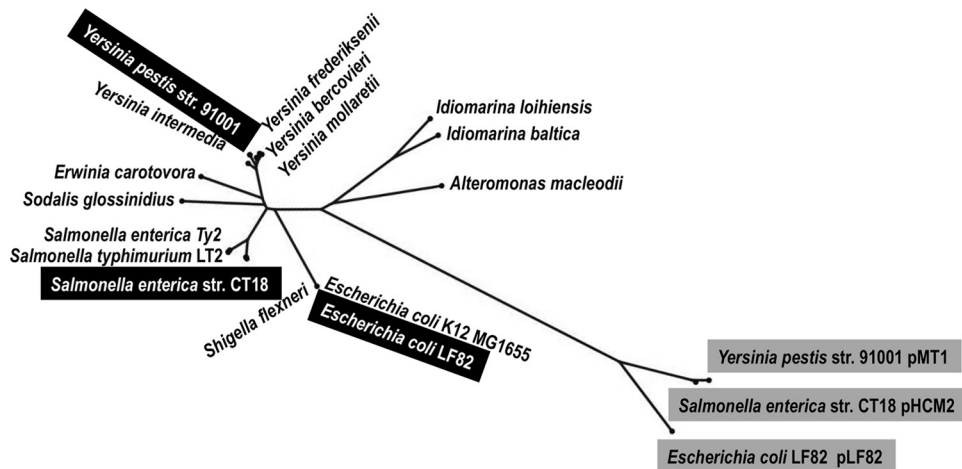 Yersinia pestis str. 91001
Yersinia intermedia
Yersinia frederiksenii
Yersinia bercovieri
Yersinia mollaretii
Idiomarina loihiensis
Idiomarina baltica
Erwinia carotovora
Alteromonas macleodii
Sodalis glossinidius
Salmonella enterica Ty2
Salmonella typhimurium LT2
Salmonella enterica str. CT18
Shigella flexneri
Escherichia coli K12 MG1655
Escherichia coli LF82
Yersinia pestis str. 91001 pMT1
Salmonella enterica str. CT18 pHCM2
Escherichia coli LF82 pLF82